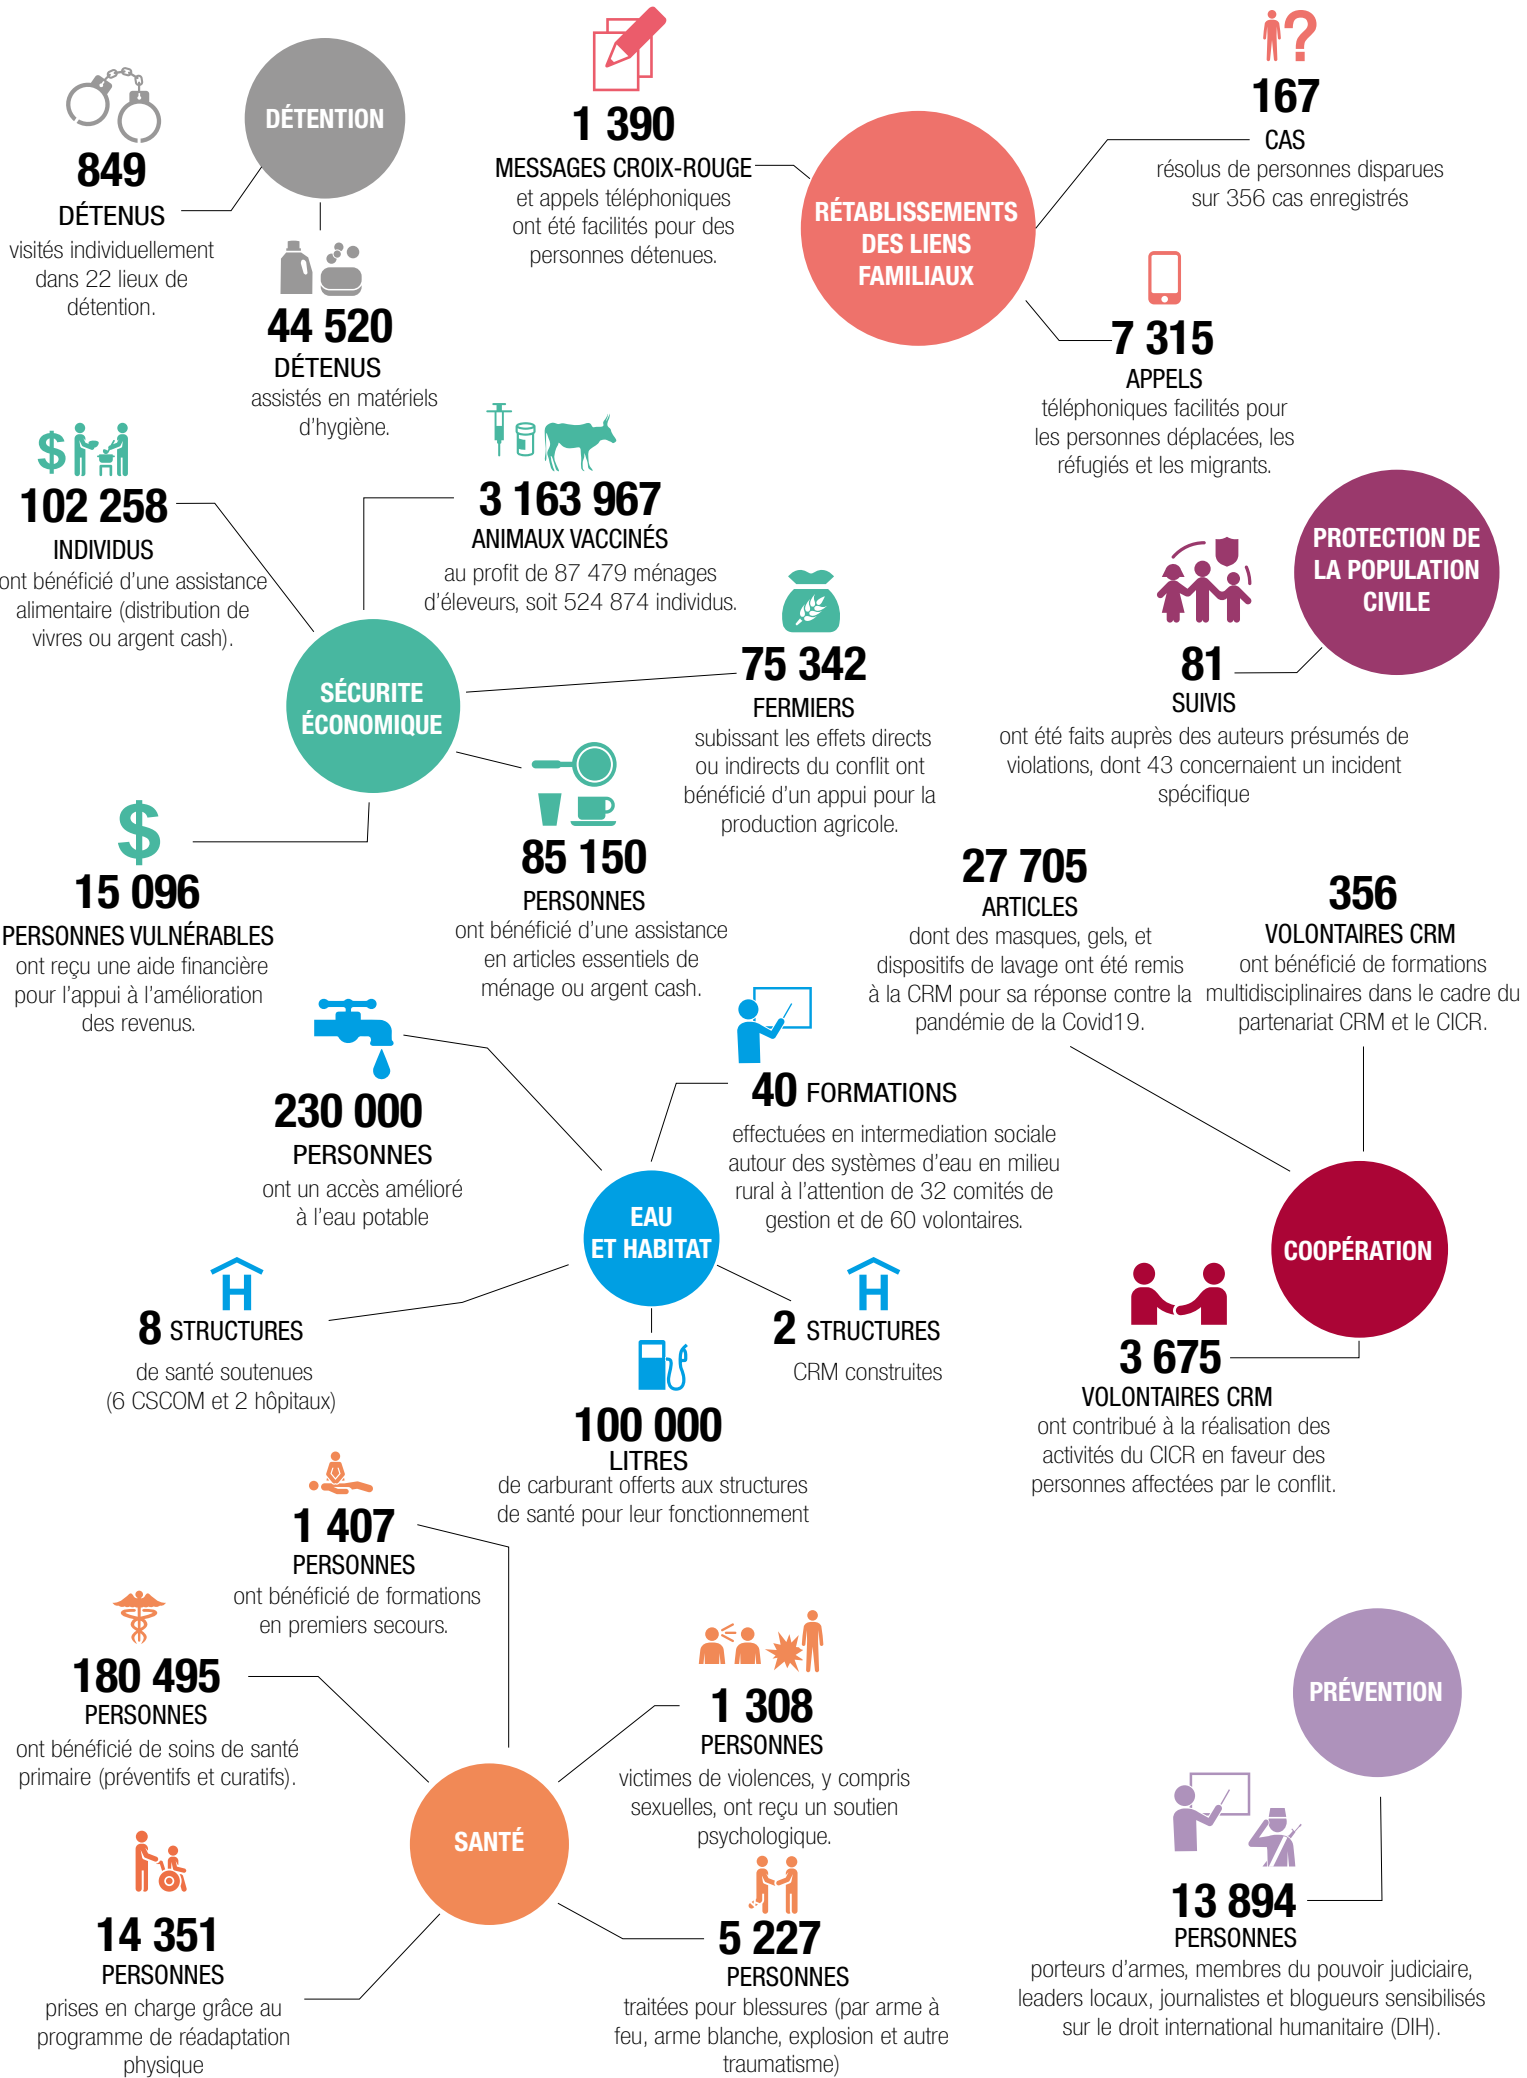 DÉTENTION
849
DÉTENUS
visités individuellement
dans 22 lieux de
détention.
44 520
DÉTENUS
assistés en matériels
d'hygiène.
1 390
MESSAGES CROIX-ROUGE
et appels téléphoniques
ont été facilités pour des
personnes détenues.
RÉTABLISSEMENTS
DES LIENS
FAMILIAUX
?
167
CAS
résolus de personnes disparues
sur 356 cas enregistrés
7 315
APPELS
téléphoniques facilités pour
les personnes déplacées, les
réfugiés et les migrants.
$
102 258
INDIVIDUS
ont bénéficié d'une assistance
alimentaire (distribution de
vivres ou argent cash).
3 163 967
ANIMAUX VACCINÉS
au profit de 87 479 ménages
d'éleveurs, soit 524 874 individus.
SÉCURITE
ÉCONOMIQUE
75 342
FERMIERS
subissant les effets directs
ou indirects du conflit ont
bénéficié d'un appui pour la
production agricole.
85 150
PERSONNES
ont bénéficié d'une assistance
en articles essentiels de
ménage ou argent cash.
$
15 096
PERSONNES VULNÉRABLES
ont reçu une aide financière
pour l'appui à l'amélioration
des revenus.
PROTECTION DE
LA POPULATION
CIVILE
81
SUIVIS
ont été faits auprès des auteurs présumés de
violations, dont 43 concernaient un incident
spécifique
27 705
ARTICLES
dont des masques, gels, et
dispositifs de lavage ont été remis
à la CRM pour sa réponse contre la
pandémie de la Covid19.
356
VOLONTAIRES CRM
ont bénéficié de formations
multidisciplinaires dans le cadre du
partenariat CRM et le CICR.
COOPÉRATION
3 675
VOLONTAIRES CRM
ont contribué à la réalisation des
activités du CICR en faveur des
personnes affectées par le conflit.
230 000
PERSONNES
ont un accès amélioré
à l'eau potable
40 FORMATIONS
effectuées en intermediation sociale
autour des systèmes d'eau en milieu
rural à l'attention de 32 comités de
gestion et de 60 volontaires.
EAU
ET HABITAT
H
8 STRUCTURES
de santé soutenues
(6 CSCOM et 2 hôpitaux)
H
2 STRUCTURES
CRM construites
100 000
LITRES
de carburant offerts aux structures
de santé pour leur fonctionnement
1 407
PERSONNES
ont bénéficié de formations
en premiers secours.
180 495
PERSONNES
ont bénéficié de soins de santé
primaire (préventifs et curatifs).
1 308
PERSONNES
victimes de violences, y compris
sexuelles, ont reçu un soutien
psychologique.
SANTÉ
14 351
PERSONNES
prises en charge grâce au
programme de réadaptation
physique
5 227
PERSONNES
traitées pour blessures (par arme à
feu, arme blanche, explosion et autre
traumatisme)
PRÉVENTION
13 894
PERSONNES
porteurs d'armes, membres du pouvoir judiciaire,
leaders locaux, journalistes et blogueurs sensibilisés
sur le droit international humanitaire (DIH).